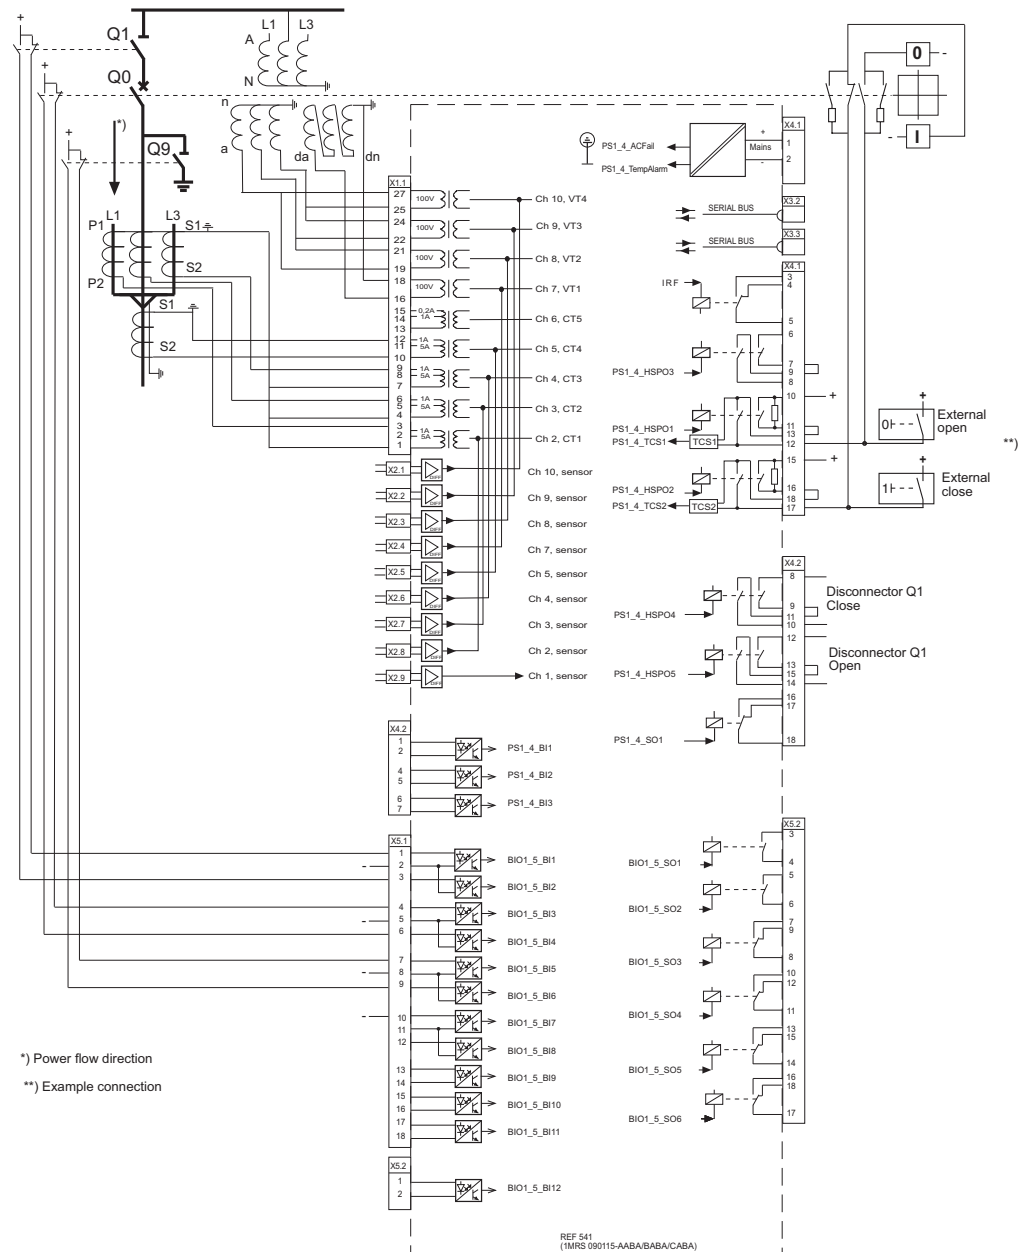 +
Q1
L1 L3
A
N
+
Q0
*)
+
Q9
n
a
da
dn
L1
L3
P1
S1
P2
S2
S1
S2
0
-
-
I
PS1_4_ACFail
PS1_4_TempAlarm
+
Mains
-
X4.1
1
2
X3.2
SERIAL BUS
X3.3
SERIAL BUS
X1.1
27
25
24
22
21
19
18
16
15
14
13
12
11
10
9
8
7
6
5
4
3
2
1
100V
100V
100V
100V
0,2A
1A
1A
5A
1A
5A
1A
5A
1A
5A
Ch 10, VT4
Ch 9, VT3
Ch 8, VT2
Ch 7, VT1
Ch 6, CT5
Ch 5, CT4
Ch 4, CT3
Ch 3, CT2
Ch 2, CT1
X2.1 DIFF Ch 10, sensor
X2.2 DIFF Ch 9, sensor
X2.3 DIFF Ch 8, sensor
X2.4 DIFF Ch 7, sensor
X2.5 DIFF Ch 5, sensor
X2.6 DIFF Ch 4, sensor
X2.7 DIFF Ch 3, sensor
X2.8 DIFF Ch 2, sensor
X2.9 DIFF Ch 1, sensor
X4.1
IRF
3
4
5
PS1_4_HSPO3
6
7
9
8
PS1_4_HSPO1
PS1_4_TCS1
TCS1
10
+
11
13
12
PS1_4_HSPO2
PS1_4_TCS2
TCS2
15
+
16
18
17
+
0
External
open
**)
+
1
External
close
X4.2
8
9
11
10
PS1_4_HSPO4
Disconnector Q1
Close
12
13
15
14
PS1_4_HSPO5
Disconnector Q1
Open
16
17
18
PS1_4_SO1
X4.2
1
2
PS1_4_BI1
4
5
PS1_4_BI2
6
7
PS1_4_BI3
X5.1
1
-
2
3
BIO1_5_BI1
BIO1_5_BI2
4
-
5
6
BIO1_5_BI3
BIO1_5_BI4
7
-
8
9
BIO1_5_BI5
BIO1_5_BI6
-
10
11
12
BIO1_5_BI7
BIO1_5_BI8
13
14
BIO1_5_BI9
15
16
BIO1_5_BI10
17
18
BIO1_5_BI11
X5.2
1
2
BIO1_5_BI12
X5.2
3
4
BIO1_5_SO1
5
6
BIO1_5_SO2
7
9
8
BIO1_5_SO3
10
12
11
BIO1_5_SO4
13
15
14
BIO1_5_SO5
16
18
17
BIO1_5_SO6
*) Power flow direction
**) Example connection
REF 541
(1MRS 090115-AABA/BABA/CABA)